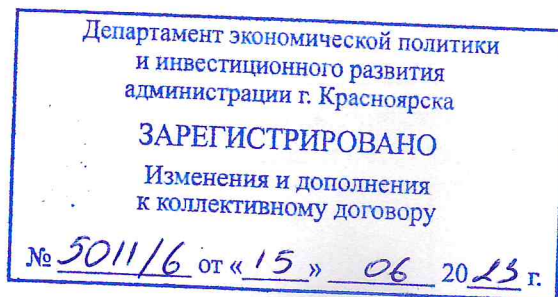 Департамент экономической политики
и инвестиционного развития
администрации г. Красноярска
ЗАРЕГИСТРИРОВАНО
Изменения и дополнения
к коллективному договору
№ 5011/6 от «15» 06 2023 г.